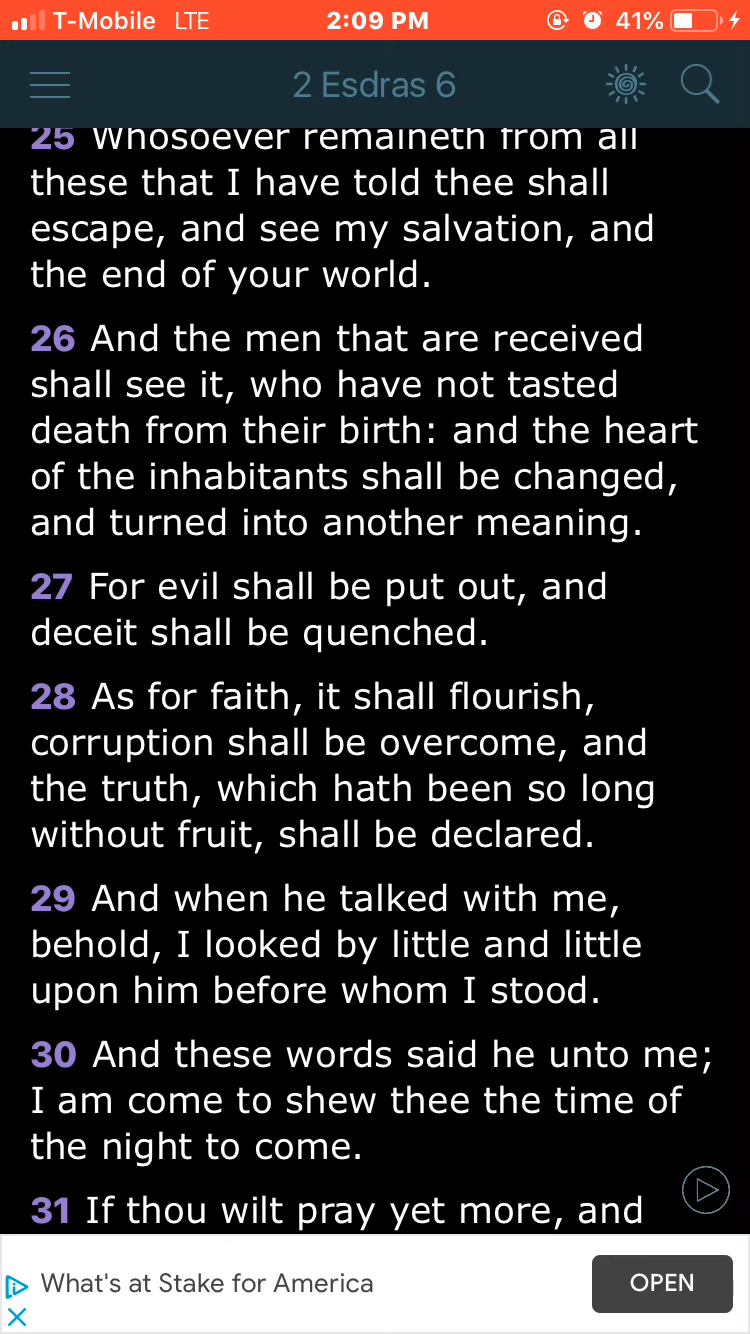 T-Mobile LTE 2:09 PM 41%
2 Esdras 6
25 Whosoever remaineth from all
these that I have told thee shall
escape, and see my salvation, and
the end of your world.
26 And the men that are received
shall see it, who have not tasted
death from their birth: and the heart
of the inhabitants shall be changed,
and turned into another meaning.
27 For evil shall be put out, and
deceit shall be quenched.
28 As for faith, it shall flourish,
corruption shall be overcome, and
the truth, which hath been so long
without fruit, shall be declared.
29 And when he talked with me,
behold, I looked by little and little
upon him before whom I stood.
30 And these words said he unto me;
I am come to shew thee the time of
the night to come.
31 If thou wilt pray yet more, and
What's at Stake for America
OPEN